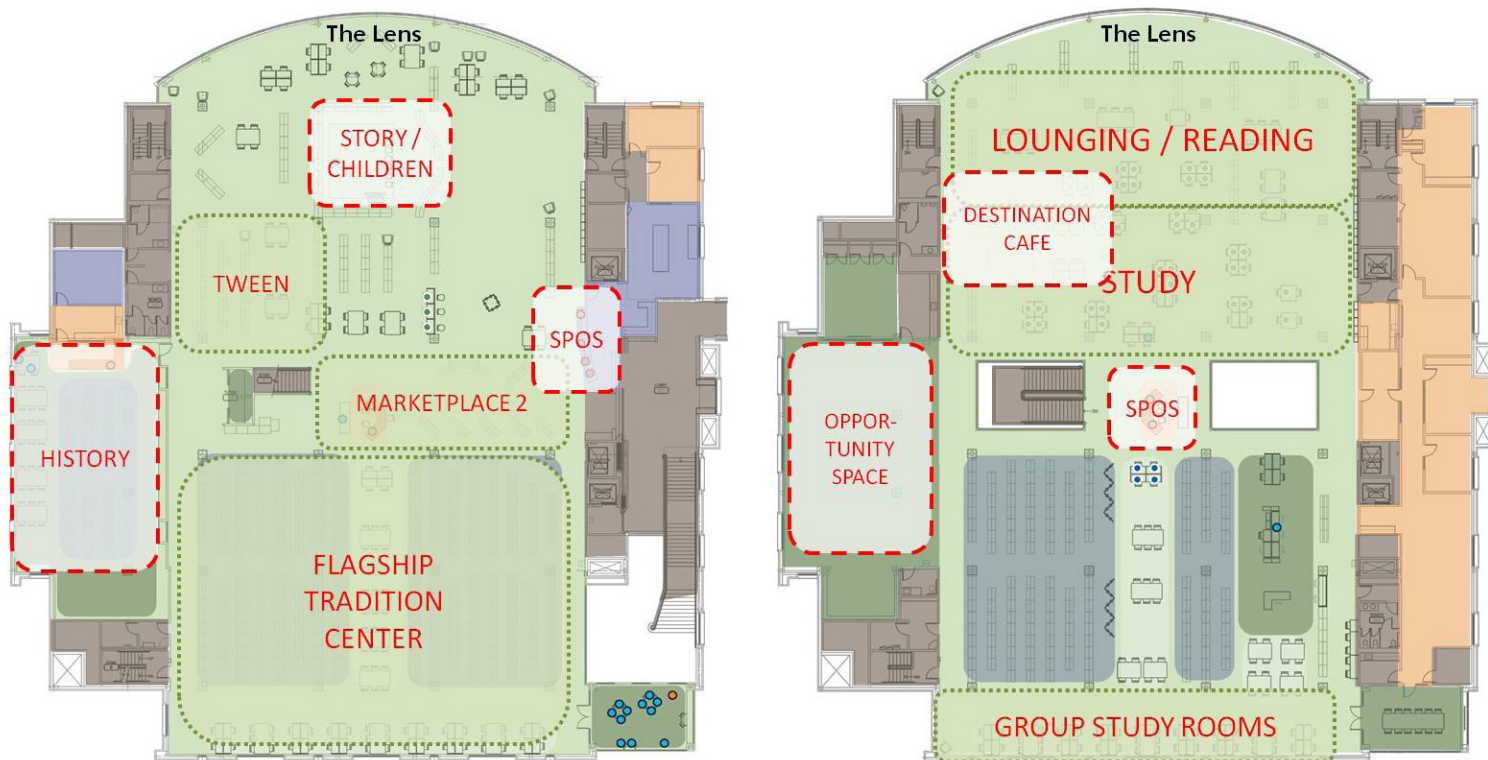 The Lens
STORY /
CHILDREN
TWEEN
SPOS
MARKETPLACE 2
HISTORY
FLAGSHIP
TRADITION
CENTER
The Lens
LOUNGING / READING
DESTINATION
CAFE
STUDY
SPOS
OPPOR-
TUNITY
SPACE
GROUP STUDY ROOMS